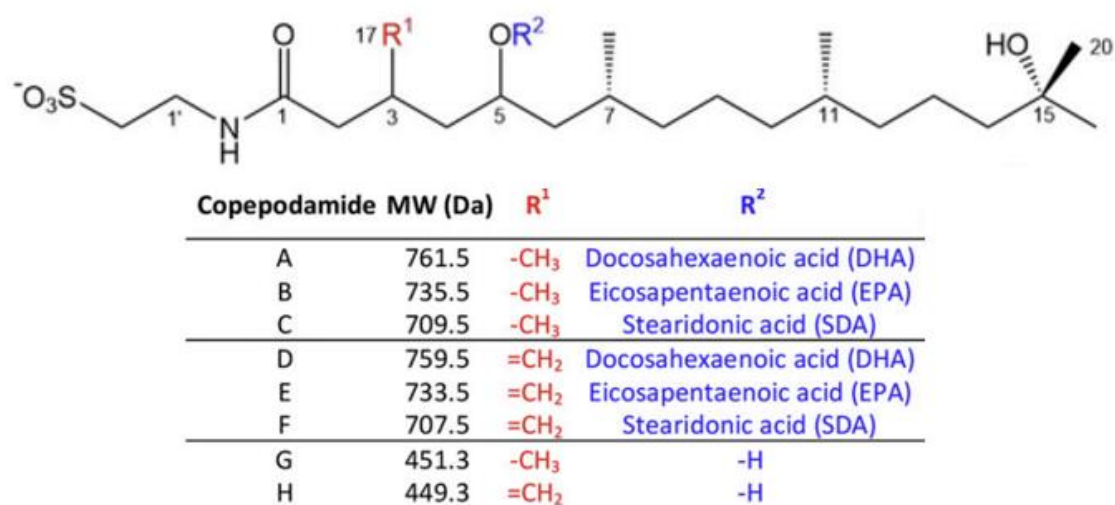 O 17 R¹ OR² HO 20
⁻O₃S 1' N H 1 3 5 7 11 15
Copepodamide MW (Da) R¹ R²
A 761.5 -CH₃ Docosahexaenoic acid (DHA)
B 735.5 -CH₃ Eicosapentaenoic acid (EPA)
C 709.5 -CH₃ Stearidonic acid (SDA)
D 759.5 =CH₂ Docosahexaenoic acid (DHA)
E 733.5 =CH₂ Eicosapentaenoic acid (EPA)
F 707.5 =CH₂ Stearidonic acid (SDA)
G 451.3 -CH₃ -H
H 449.3 =CH₂ -H